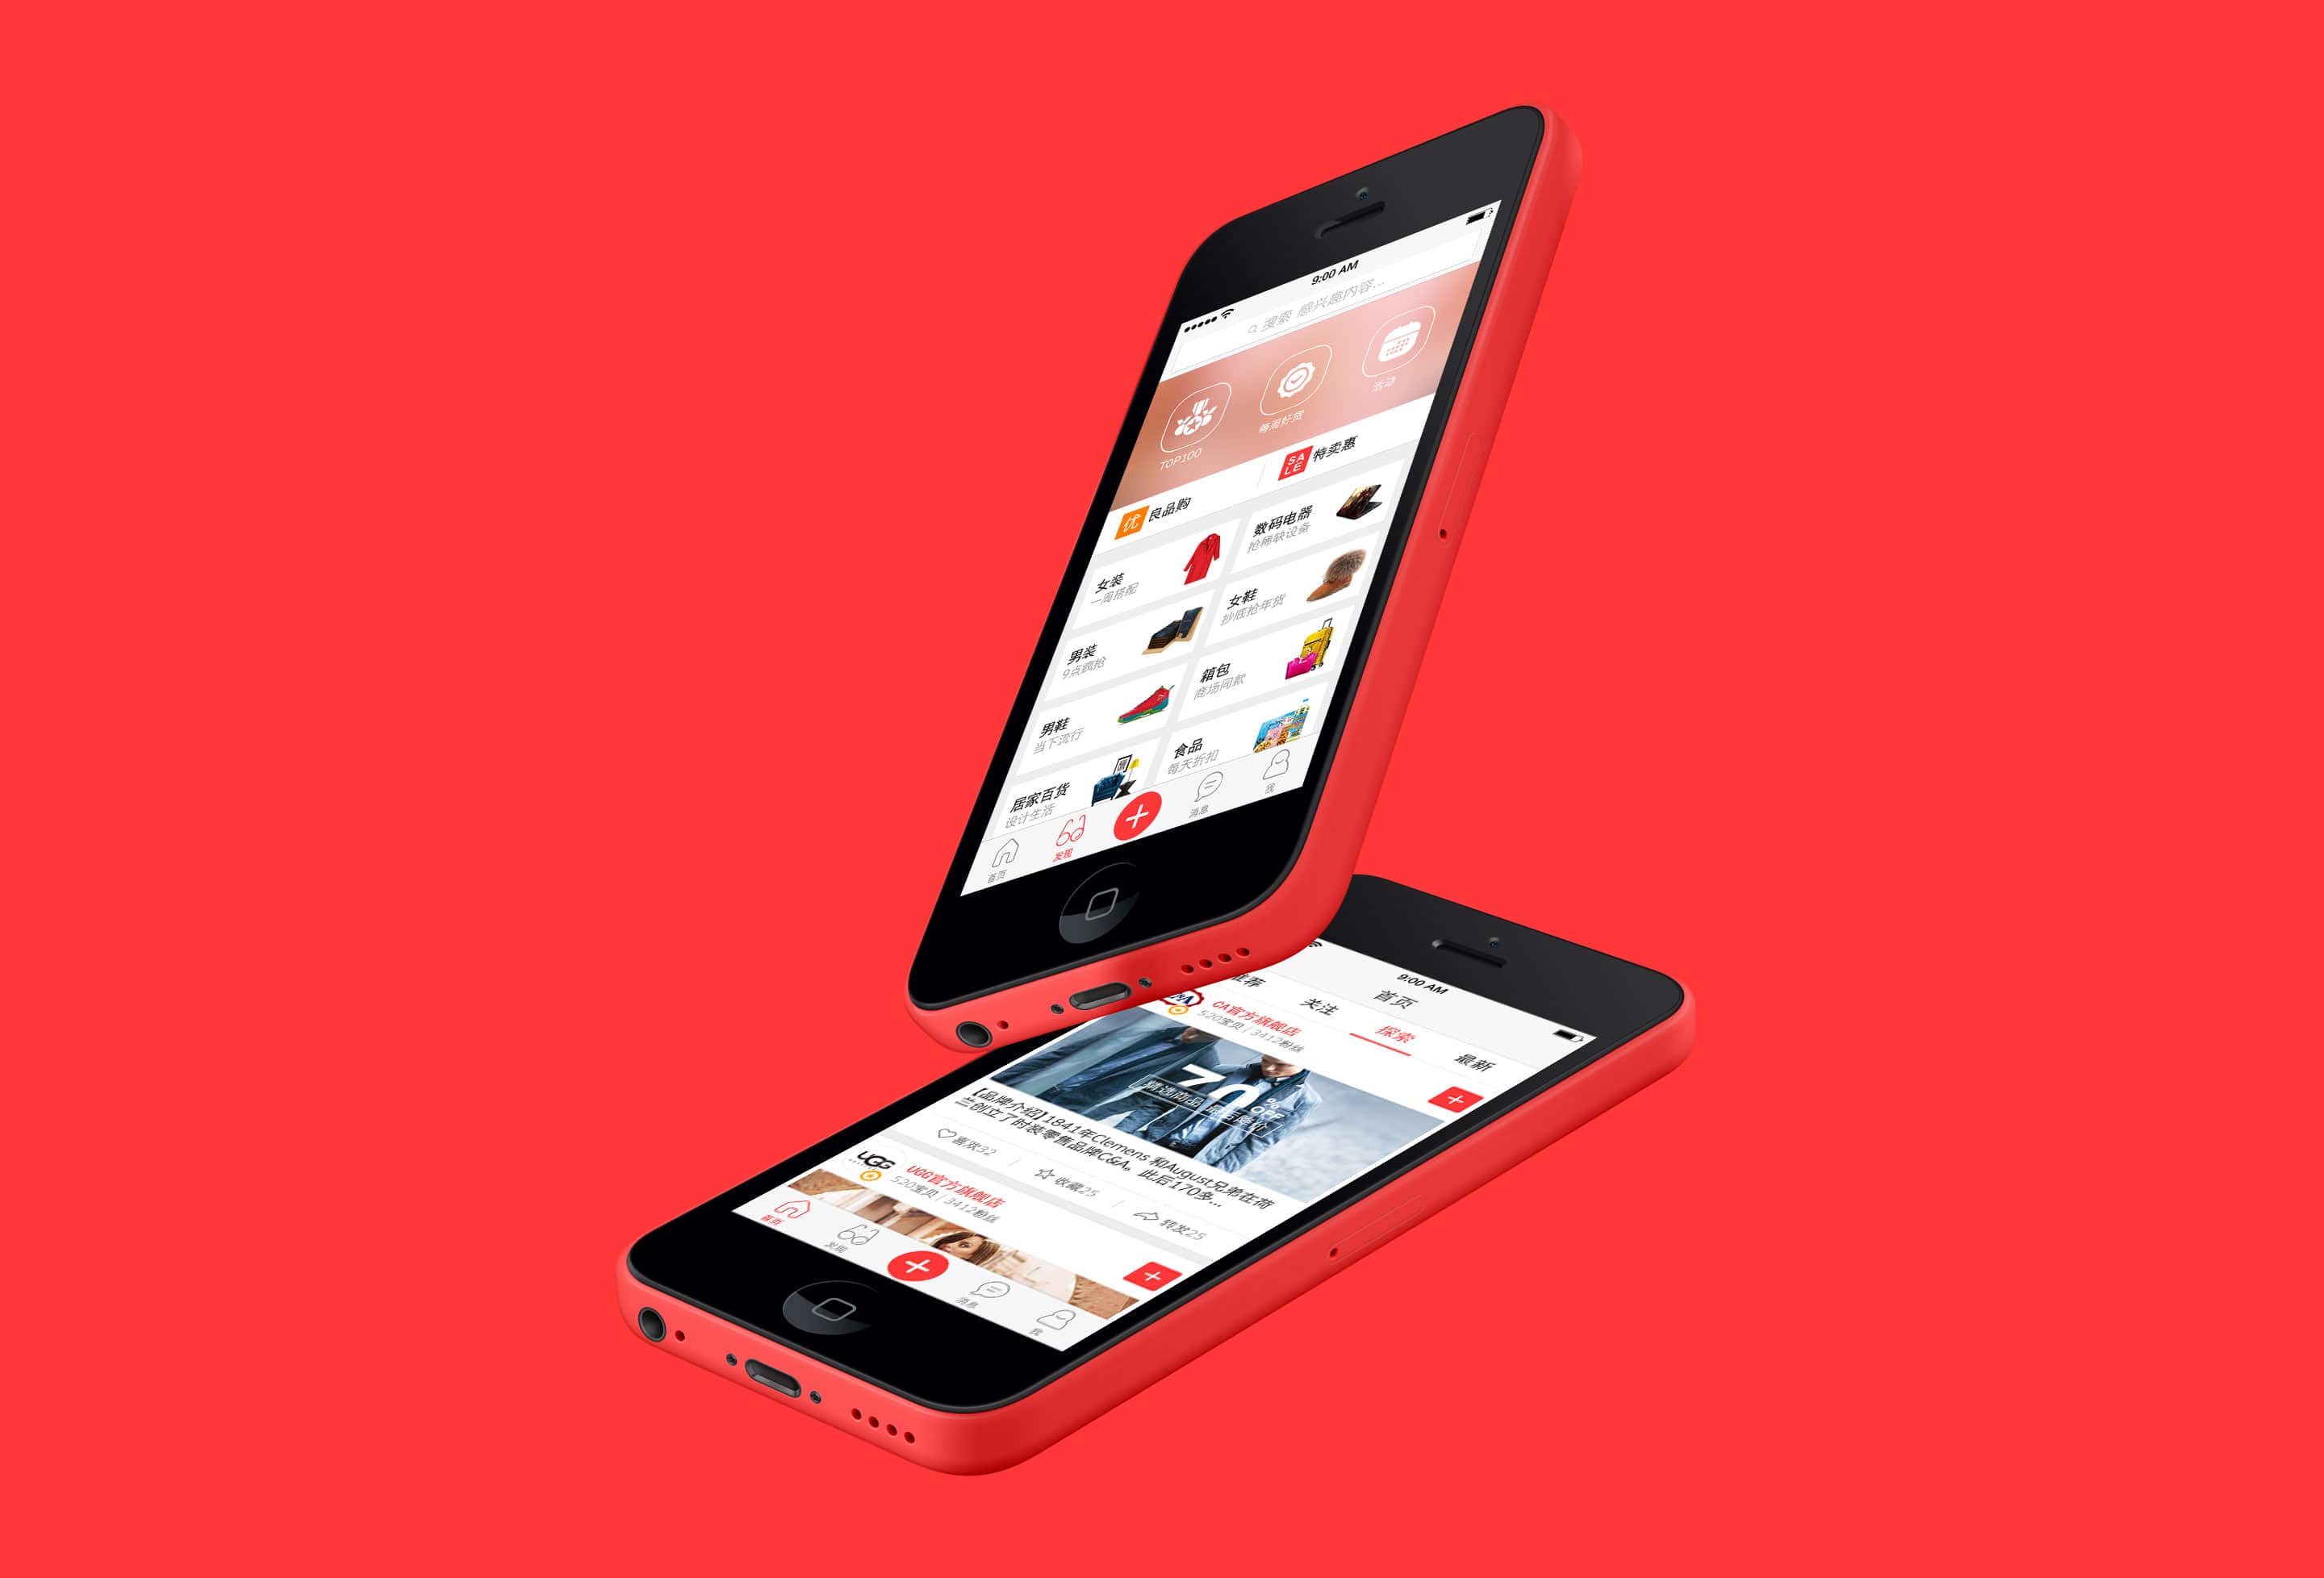 9:00 AM
搜索 感兴趣内容...
TOP100
每周好货
活动
优 良品购
SALE 特卖惠
女装
一周搭配
数码电器
抢稀缺设备
男装
9点疯抢
女鞋
抄底抢年货
男鞋
当下流行
箱包
商场同款
居家百货
设计生活
食品
每天折扣
首页
发现
消息
我
9:00 AM
首页
推荐
关注
探索
最新
CA官方旗舰店
520宝贝 | 3412粉丝
70% OFF
精选商品 最后降价
【品牌介绍】1841年Clemens 和August兄弟在荷
兰创立了时装零售品牌C&A。此后170多...
喜欢32
收藏25
转发25
UGG
UGG官方旗舰店
520宝贝 | 3412粉丝
首页
发现
消息
我